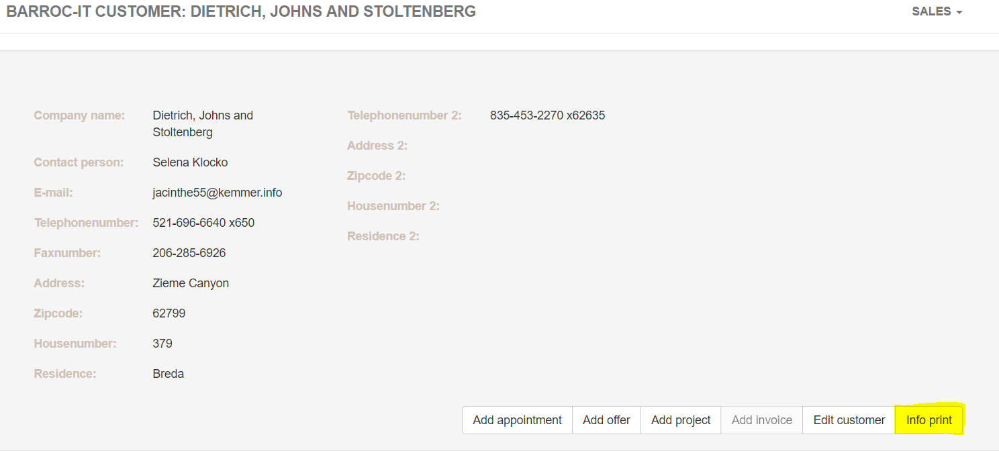 BARROC-IT CUSTOMER: DIETRICH, JOHNS AND STOLTENBERG
SALES
Company name: Dietrich, Johns and
Stoltenberg
Contact person: Selena Klocko
E-mail: jacinthe55@kemmer.info
Telephonenumber: 521-696-6640 x650
Faxnumber: 206-285-6926
Address: Zieme Canyon
Zipcode: 62799
Housenumber: 379
Residence: Breda
Telephonenumber 2: 835-453-2270 x62635
Address 2:
Zipcode 2:
Housenumber 2:
Residence 2:
Add appointment Add offer Add project Add invoice Edit customer Info print